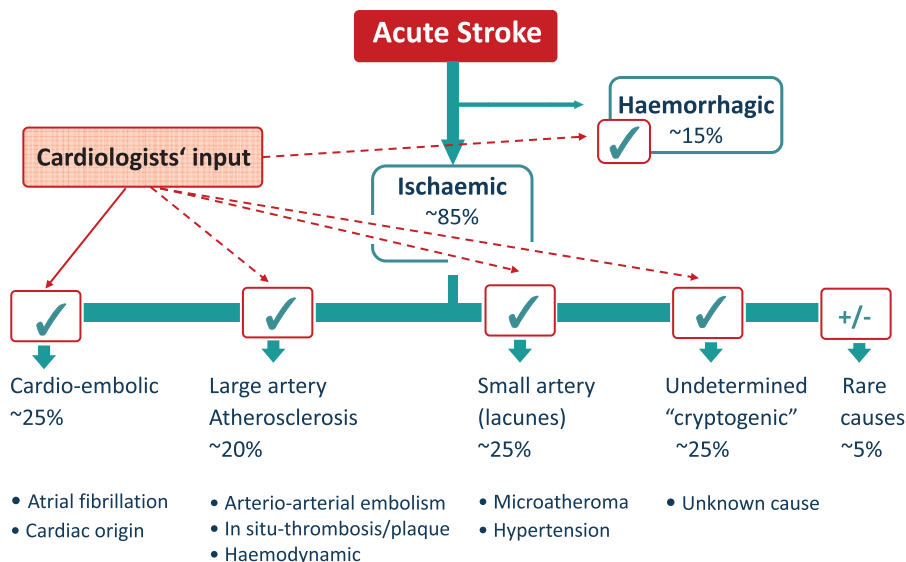 Acute Stroke
Haemorrhagic
~15%
✓
Cardiologists‘ input
Ischaemic
~85%
✓
✓
✓
✓
+/-
Cardio-embolic
~25%
Large artery
Atherosclerosis
~20%
Small artery
(lacunes)
~25%
Undetermined
“cryptogenic”
~25%
Rare
causes
~5%
• Atrial fibrillation
• Cardiac origin
• Arterio-arterial embolism
• In situ-thrombosis/plaque
• Haemodynamic
• Microatheroma
• Hypertension
• Unknown cause